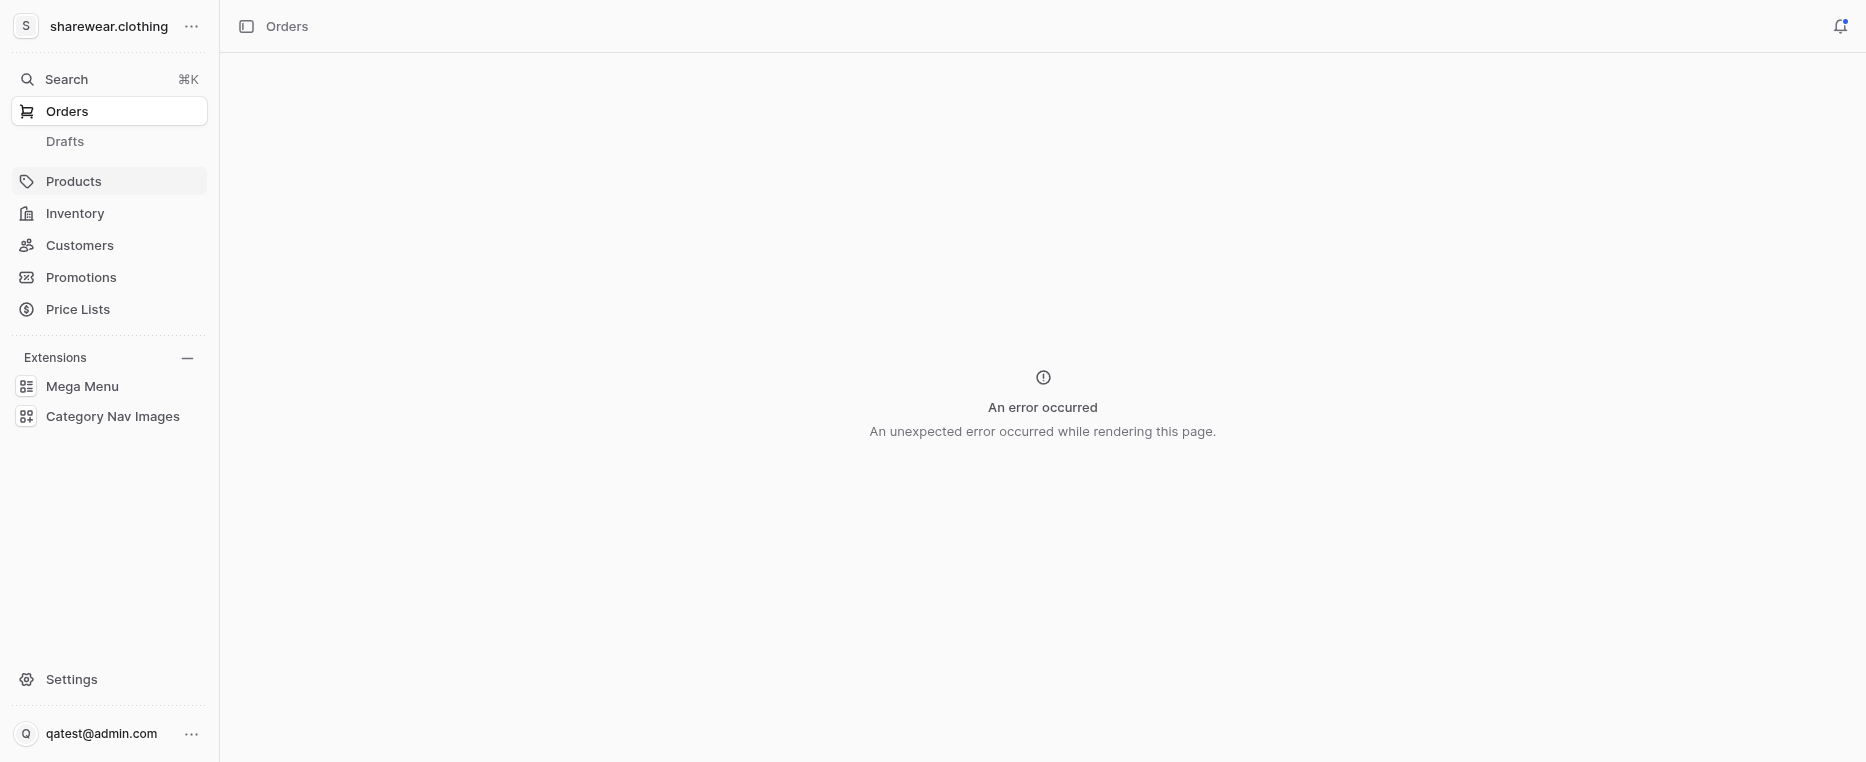 S
sharewear.clothing
Search ⌘K
Orders
Drafts
Products
Inventory
Customers
Promotions
Price Lists
Extensions
Mega Menu
Category Nav Images
Settings
Q
qatest@admin.com
Orders
An error occurred
An unexpected error occurred while rendering this page.